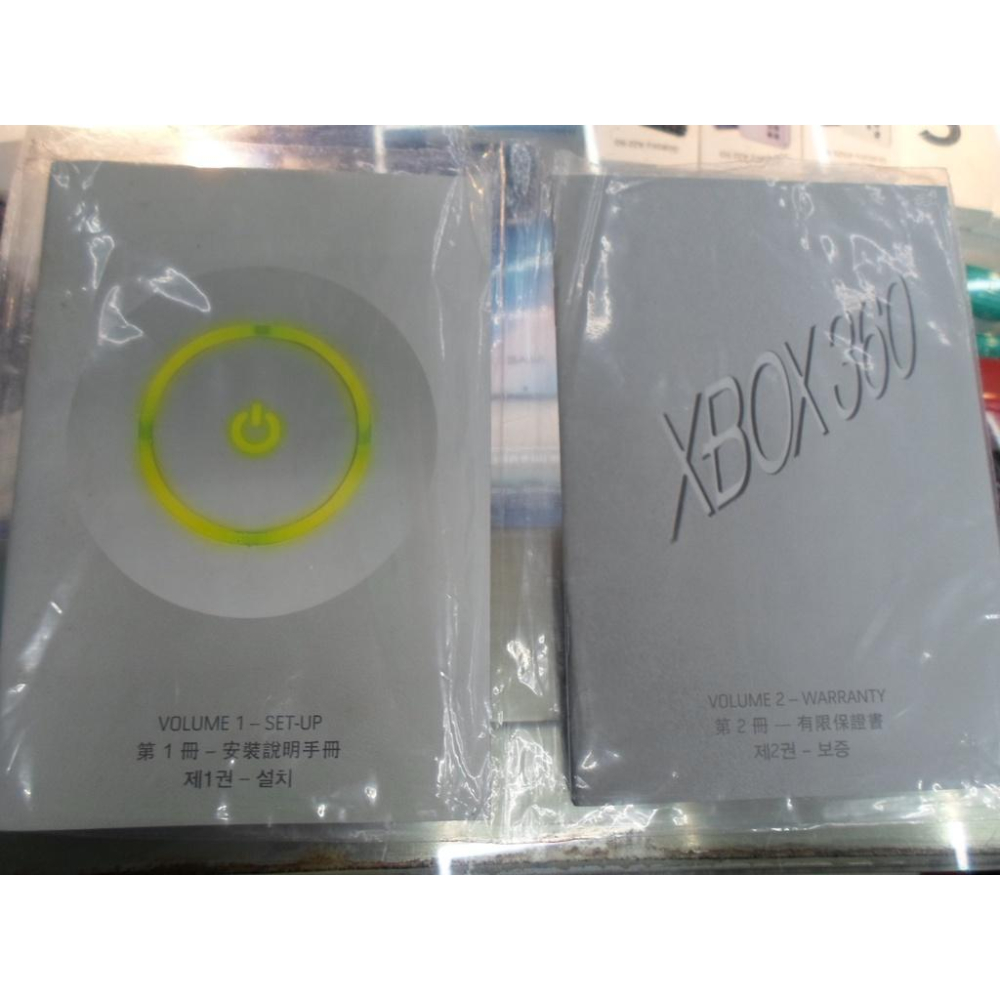 VOLUME 1 – SET-UP
第 1 冊 – 安裝說明手冊
제1권 – 설치
XBOX 360
VOLUME 2 – WARRANTY
第 2 冊 — 有限保證書
제2권 – 보증